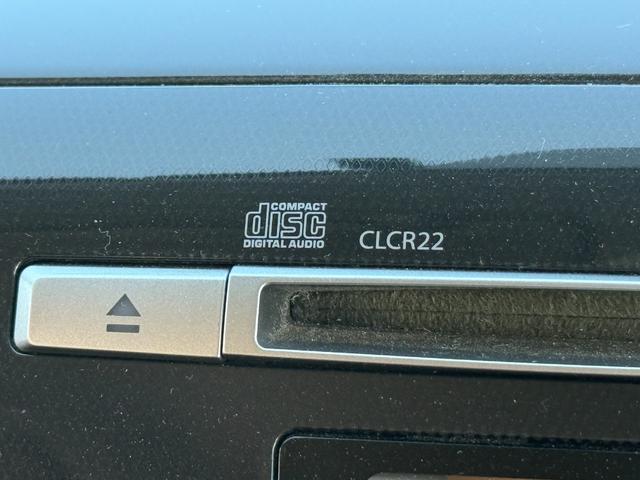 COMPACT
disc
DIGITAL AUDIO
CLCR22